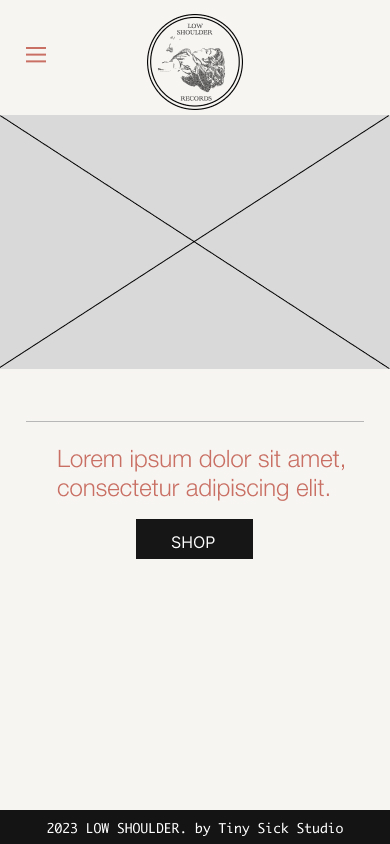 LOW
SHOULDER
RECORDS
Lorem ipsum dolor sit amet,
consectetur adipiscing elit.
SHOP
2023 LOW SHOULDER. by Tiny Sick Studio